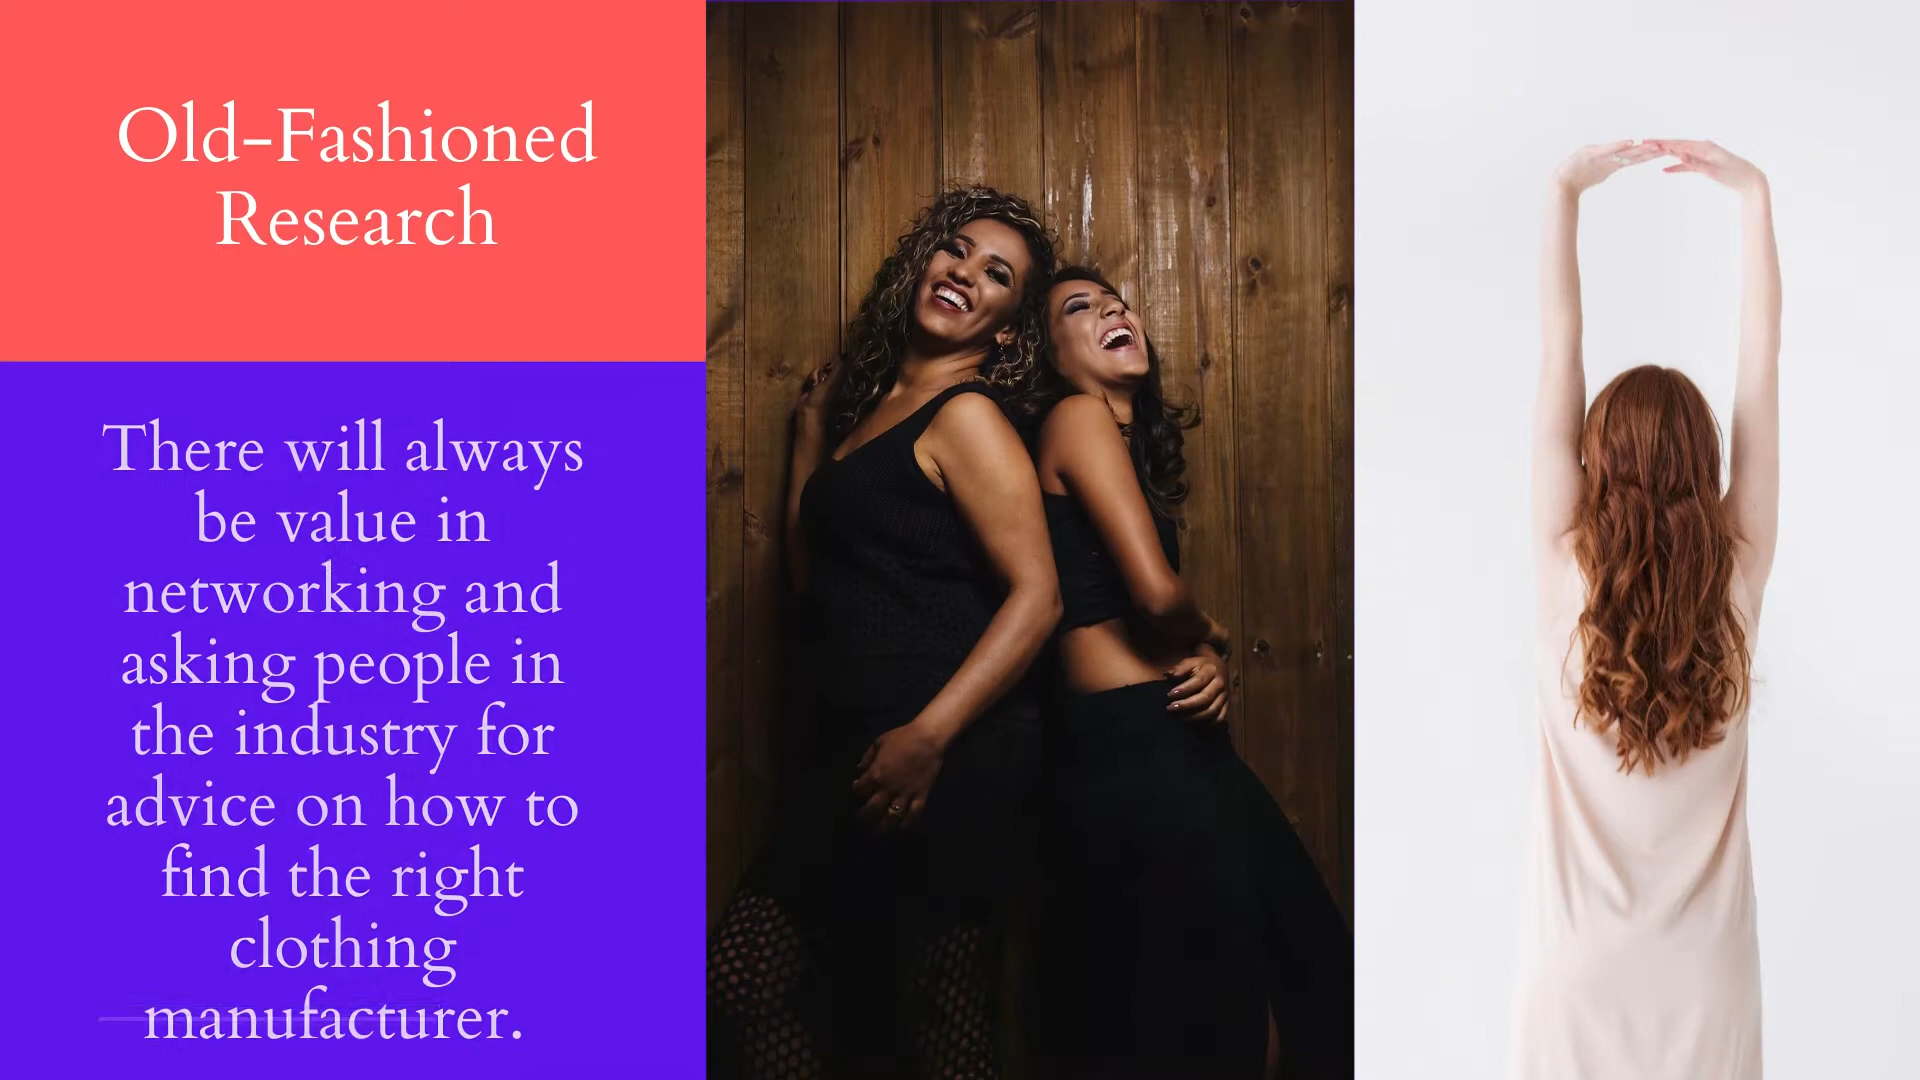 Old-Fashioned
Research
There will always
be value in
networking and
asking people in
the industry for
advice on how to
find the right
clothing
manufacturer.